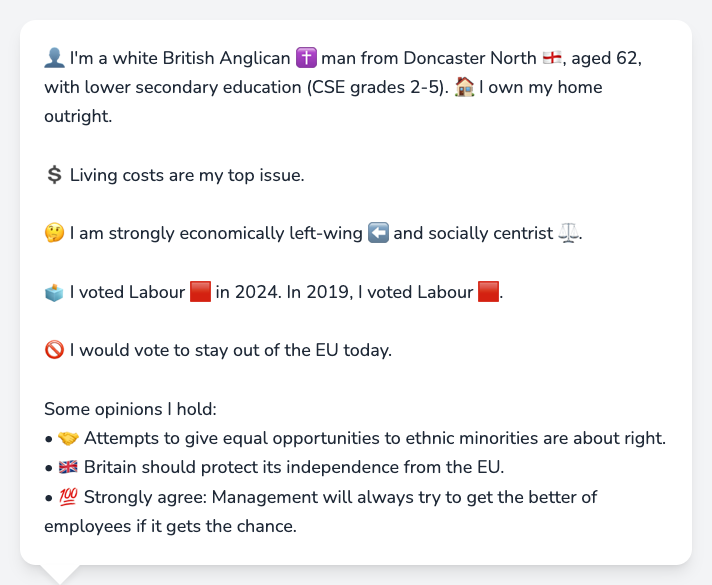 👤 I'm a white British Anglican ✝️ man from Doncaster North 🏴󠁧󠁢󠁥󠁮󠁧󠁿, aged 62,
with lower secondary education (CSE grades 2-5). 🏠 I own my home
outright.
💲 Living costs are my top issue.
🤔 I am strongly economically left-wing ⬅️ and socially centrist ⚖️.
🗳️ I voted Labour 🟥 in 2024. In 2019, I voted Labour 🟥.
🚫 I would vote to stay out of the EU today.
Some opinions I hold:
• 🤝 Attempts to give equal opportunities to ethnic minorities are about right.
• 🇬🇧 Britain should protect its independence from the EU.
• 💯 Strongly agree: Management will always try to get the better of
employees if it gets the chance.